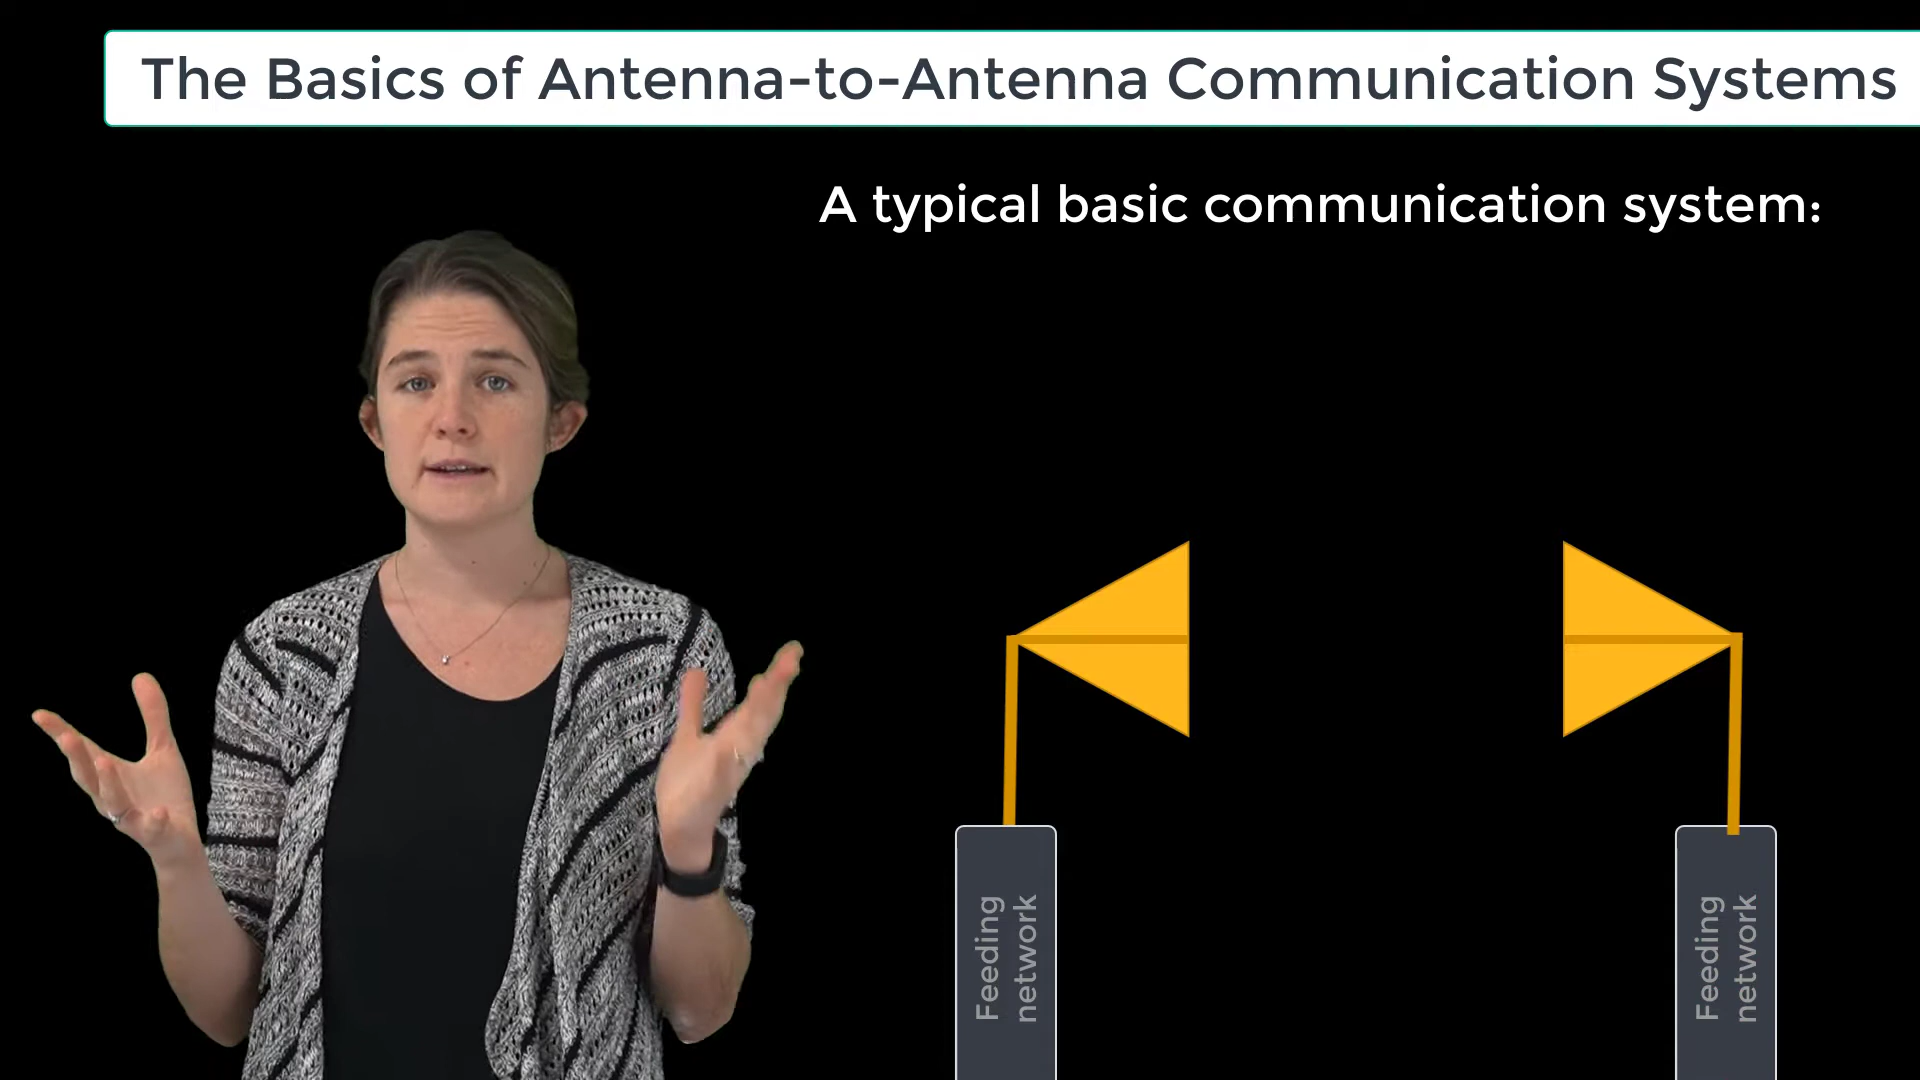 The Basics of Antenna-to-Antenna Communication Systems
A typical basic communication system:
Feeding
network
Feeding
network